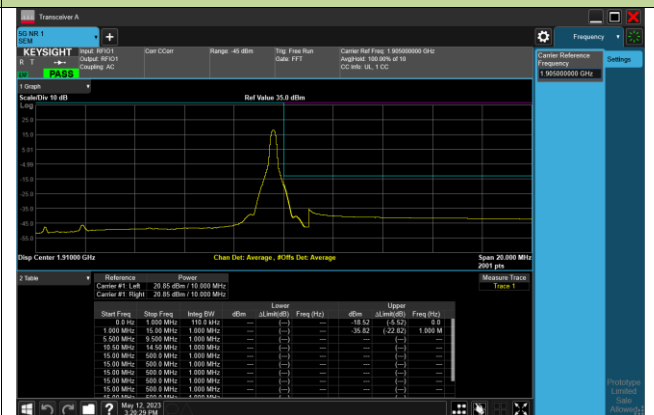 Transceiver A
5G NR 1
SEM
Frequency
KEYSIGHT
R T
PASS
Input: RFIO1
Output: RFIO1
Coupling: AC
Corr CCorr
Range: -45 dBm
Trig: Free Run
Gate: FFT
Carrier Ref Freq: 1.905000000 GHz
Avg|Hold: 100.00% of 10
CC Info: UL, 1 CC
Carrier Reference
Frequency
1.905000000 GHz
Settings
1 Graph
Scale/Div 10 dB
Ref Value 35.0 dBm
Log
25.0
15.0
5.01
-4.99
-15.0
-25.0
-35.0
-45.0
-55.0
Disp Center 1.91000 GHz
Chan Det: Average , #Offs Det: Average
Span 20.000 MHz
2001 pts
2 Table
Reference Power
Carrier #1: Left 20.85 dBm / 10.000 MHz
Carrier #1: Right 20.85 dBm / 10.000 MHz
Measure Trace
Trace 1
Lower Upper
Start Freq Stop Freq Integ BW dBm ΔLimit(dB) Freq (Hz) dBm ΔLimit(dB) Freq (Hz)
0.0 Hz 1.000 MHz 110.0 kHz --- (---) --- -18.52 (-5.52) 0.0
1.000 MHz 15.00 MHz 1.000 MHz --- (---) --- -35.82 (-22.82) 1.000 M
5.500 MHz 9.500 MHz 1.000 MHz --- (---) --- --- (---) ---
10.50 MHz 14.50 MHz 1.000 MHz --- (---) --- --- (---) ---
15.00 MHz 500.0 MHz 1.000 MHz --- (---) --- --- (---) ---
15.00 MHz 500.0 MHz 1.000 MHz --- (---) --- --- (---) ---
15.00 MHz 500.0 MHz 1.000 MHz --- (---) --- --- (---) ---
15.00 MHz 500.0 MHz 1.000 MHz --- (---) --- --- (---) ---
15.00 MHz 500.0 MHz 1.000 MHz --- (---) --- --- (---) ---
May 12, 2023
3:20:29 PM
Prototype
Limited
Sale
Allowed